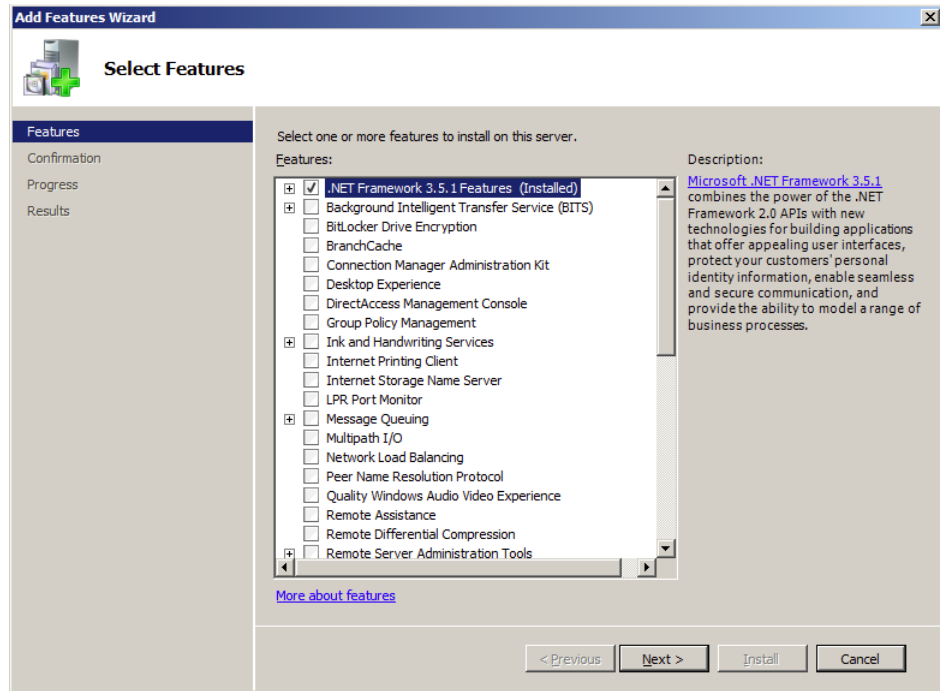 Add Features Wizard
Select Features
Features
Confirmation
Progress
Results
Select one or more features to install on this server.
Features:
.NET Framework 3.5.1 Features (Installed)
Background Intelligent Transfer Service (BITS)
BitLocker Drive Encryption
BranchCache
Connection Manager Administration Kit
Desktop Experience
DirectAccess Management Console
Group Policy Management
Ink and Handwriting Services
Internet Printing Client
Internet Storage Name Server
LPR Port Monitor
Message Queuing
Multipath I/O
Network Load Balancing
Peer Name Resolution Protocol
Quality Windows Audio Video Experience
Remote Assistance
Remote Differential Compression
Remote Server Administration Tools
More about features
Description:
Microsoft .NET Framework 3.5.1
combines the power of the .NET
Framework 2.0 APIs with new
technologies for building applications
that offer appealing user interfaces,
protect your customers' personal
identity information, enable seamless
and secure communication, and
provide the ability to model a range of
business processes.
< Previous
Next >
Install
Cancel